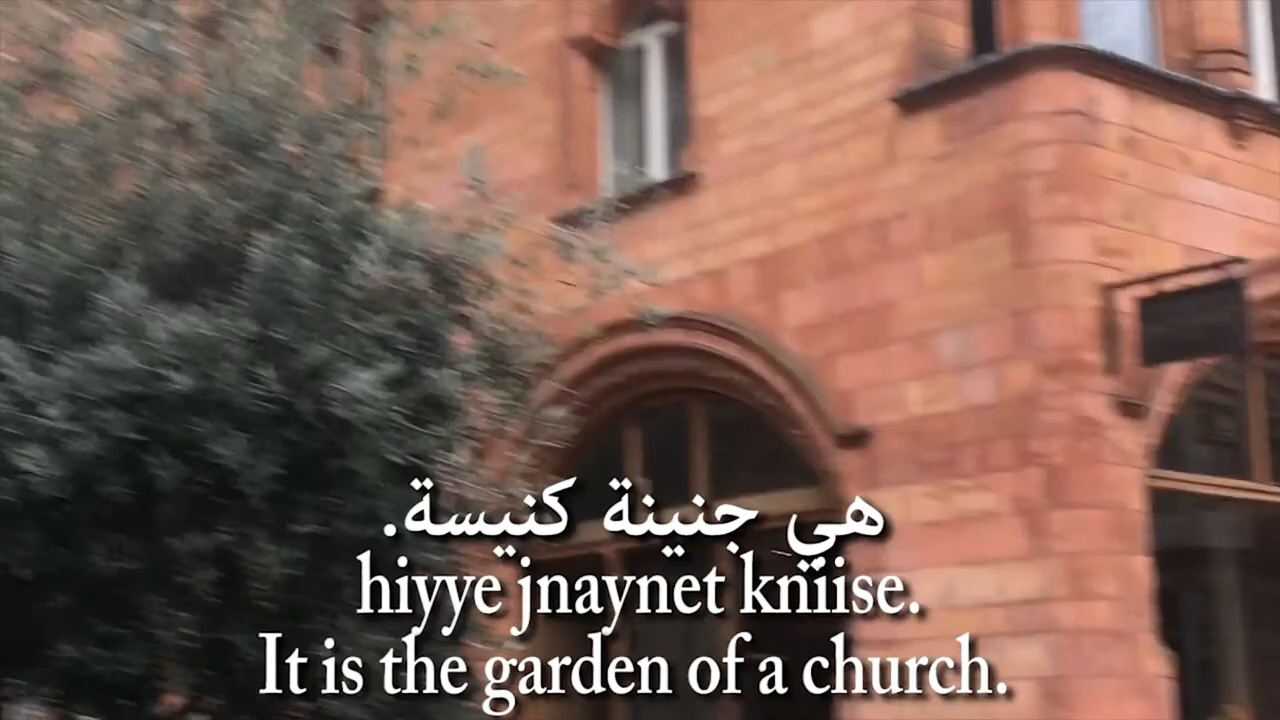 هي جنينة كنيسة.
hiyye jnaynet kniise.
It is the garden of a church.